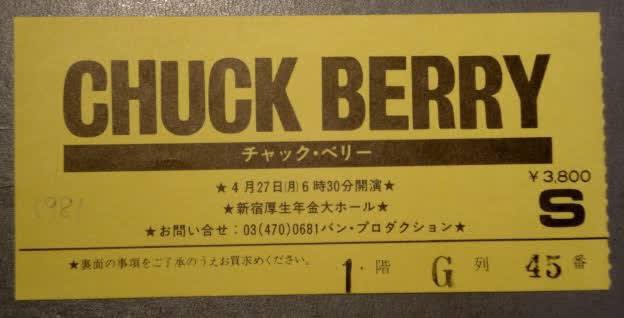 CHUCK BERRY
チャック・ベリー
★4月27日(月)6時30分開演★
★新宿厚生年金大ホール★
★お問い合せ:03(470)0681バン・プロダクション★
¥3,800
S
1981
★裏面の事項をご了承のうえお買求めください。
1・階 G 列 45 番